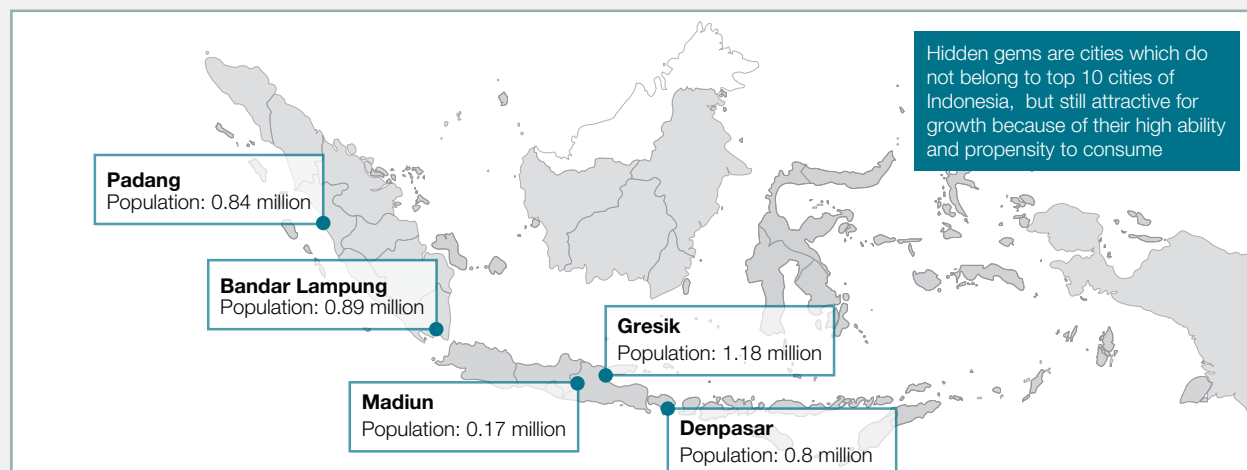 Hidden gems are cities which do
not belong to top 10 cities of
Indonesia,  but still attractive for
growth because of their high ability
and propensity to consume
Padang
Population: 0.84 million
Bandar Lampung
Population: 0.89 million
Gresik
Population: 1.18 million
Madiun
Population: 0.17 million
Denpasar
Population: 0.8 million